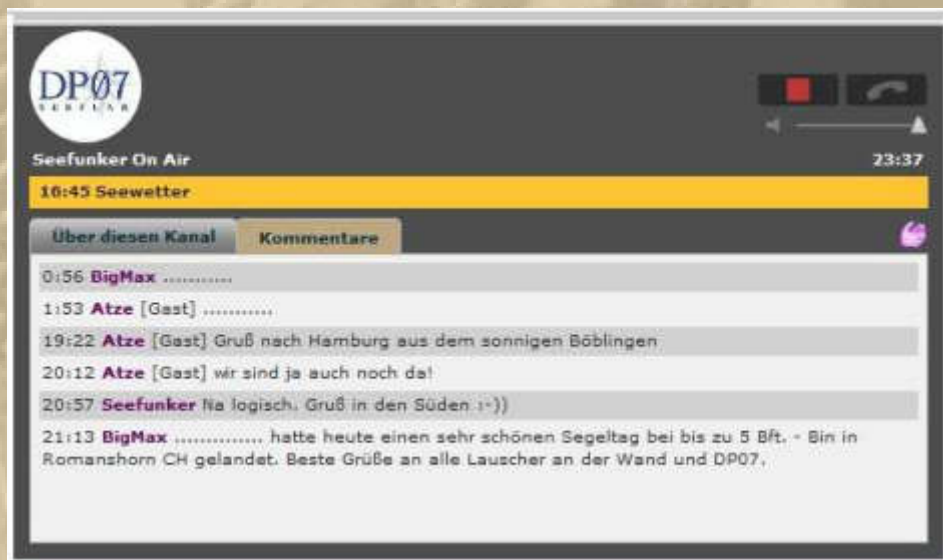 DP07
SEEFUNK
Seefunker On Air
23:37
16:45 Seewetter
Über diesen Kanal
Kommentare
0:56 BigMax ...........
1:53 Atze [Gast] ...........
19:22 Atze [Gast] Gruß nach Hamburg aus dem sonnigen Böblingen
20:12 Atze [Gast] wir sind ja auch noch da!
20:57 Seefunker Na logisch. Gruß in den Süden :-))
21:13 BigMax .............. hatte heute einen sehr schönen Segeltag bei bis zu 5 Bft. - Bin in
Romanshorn CH gelandet. Beste Grüße an alle Lauscher an der Wand und DP07.